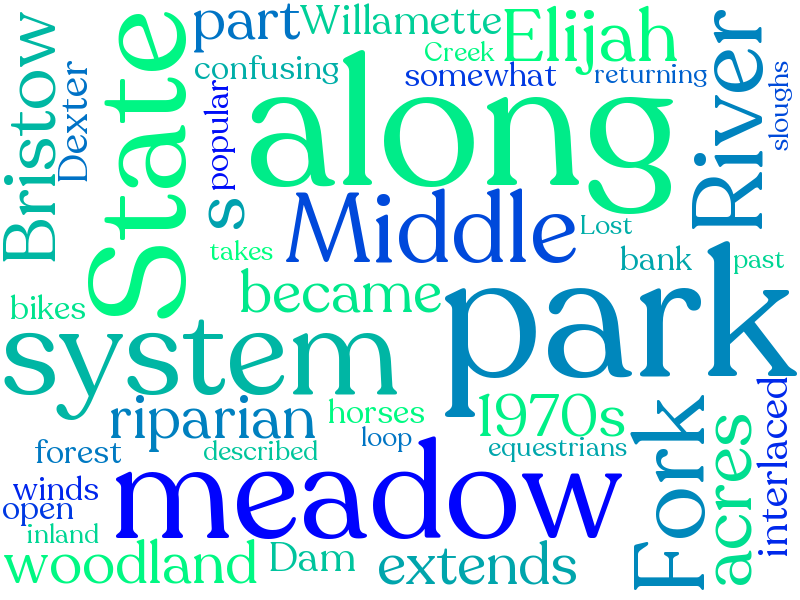 part
Willamette
Elijah
Creek
confusing
somewhat
returning
Bristow
Dexter
State
popular
s
along
River
sloughs
Middle
Lost
takes
bank
past
bikes
became
system
park
riparian
horses
1970s
loop
forest
described
equestrians
Fork
acres
interlaced
winds
meadow
open
inland
woodland
Dam
extends